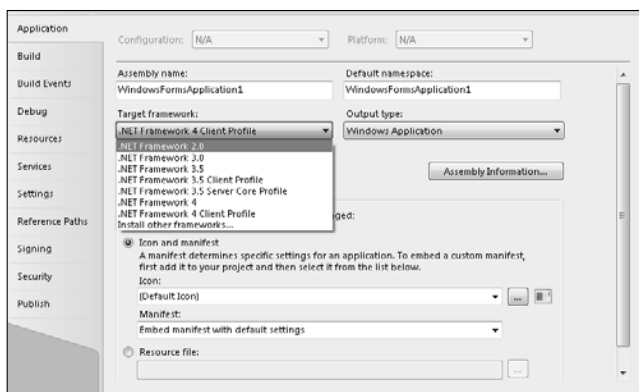 Application
Build
Build Events
Debug
Resources
Services
Settings
Reference Paths
Signing
Security
Publish
Configuration: N/A Platform: N/A
Assembly name: Default namespace:
WindowsFormsApplication1 WindowsFormsApplication1
Target framework: Output type:
.NET Framework 4 Client Profile Windows Application
.NET Framework 2.0
.NET Framework 3.0
.NET Framework 3.5
.NET Framework 3.5 Client Profile
.NET Framework 3.5 Server Core Profile
.NET Framework 4
.NET Framework 4 Client Profile
Install other frameworks...
Assembly Information...
ged:
Icon and manifest
A manifest determines specific settings for an application. To embed a custom manifest,
first add it to your project and then select it from the list below.
Icon:
(Default Icon) ...
Manifest:
Embed manifest with default settings
Resource file:
...